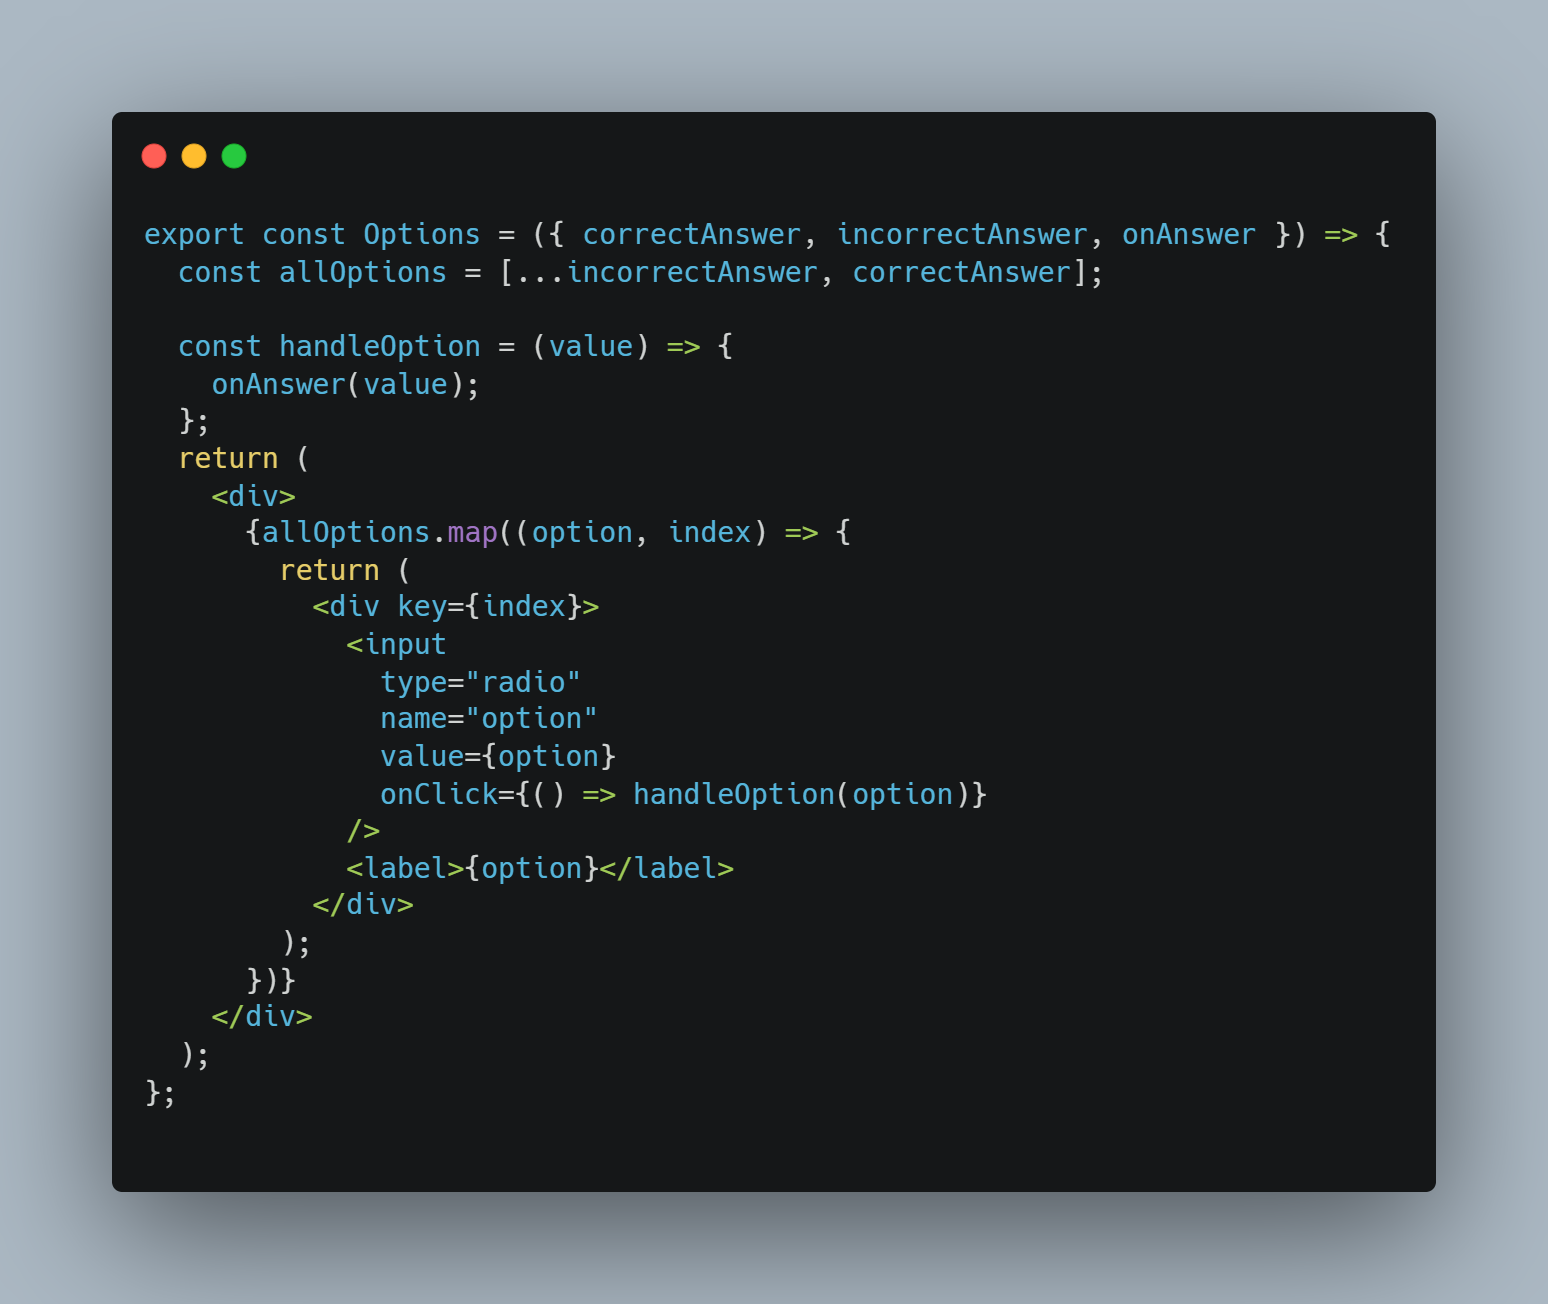 export const Options = ({ correctAnswer, incorrectAnswer, onAnswer }) => {
  const allOptions = [...incorrectAnswer, correctAnswer];

  const handleOption = (value) => {
    onAnswer(value);
  };
  return (
    <div>
      {allOptions.map((option, index) => {
        return (
          <div key={index}>
            <input
              type="radio"
              name="option"
              value={option}
              onClick={() => handleOption(option)}
            />
            <label>{option}</label>
          </div>
        );
      })}
    </div>
  );
};